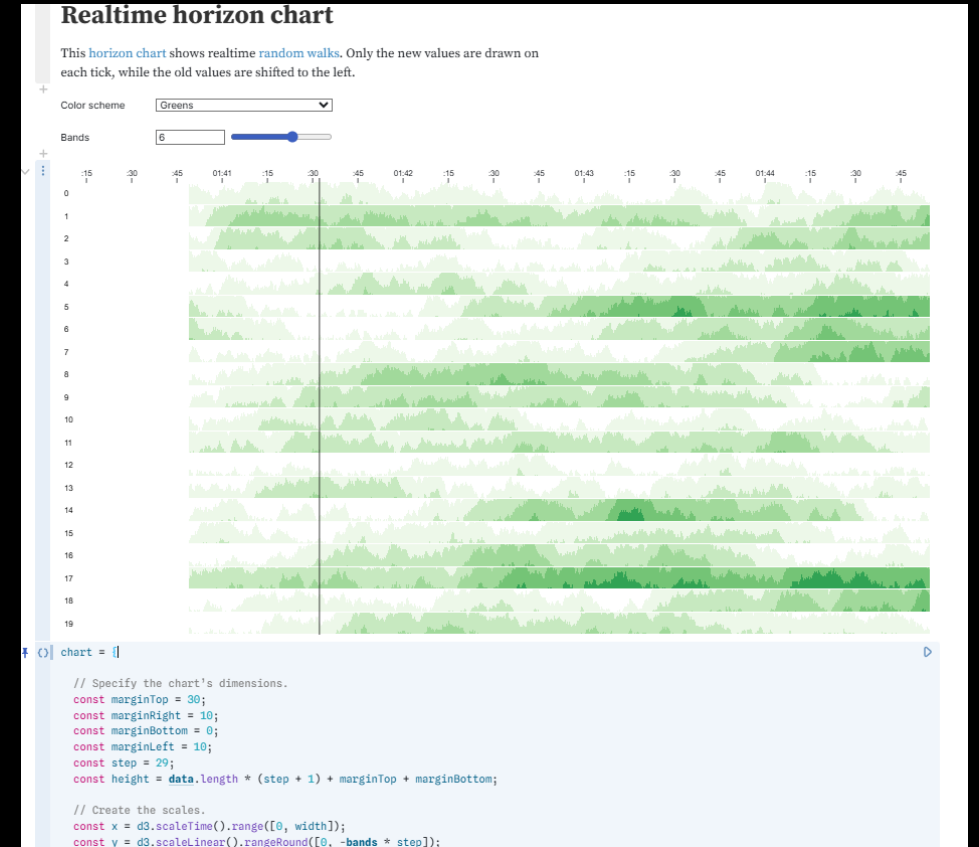 Realtime horizon chart
This horizon chart shows realtime random walks. Only the new values are drawn on
each tick, while the old values are shifted to the left.
Color scheme Greens
Bands 6
:15 :30 :45 01:41 :15 :30 :45 01:42 :15 :30 :45 01:43 :15 :30 :45 01:44 :15 :30 :45
0
1
2
3
4
5
6
7
8
9
10
11
12
13
14
15
16
17
18
19
chart = {
// Specify the chart's dimensions.
const marginTop = 30;
const marginRight = 10;
const marginBottom = 0;
const marginLeft = 10;
const step = 29;
const height = data.length * (step + 1) + marginTop + marginBottom;
// Create the scales.
const x = d3.scaleTime().range([0, width]);
const y = d3.scaleLinear().rangeRound([0, -bands * step]);